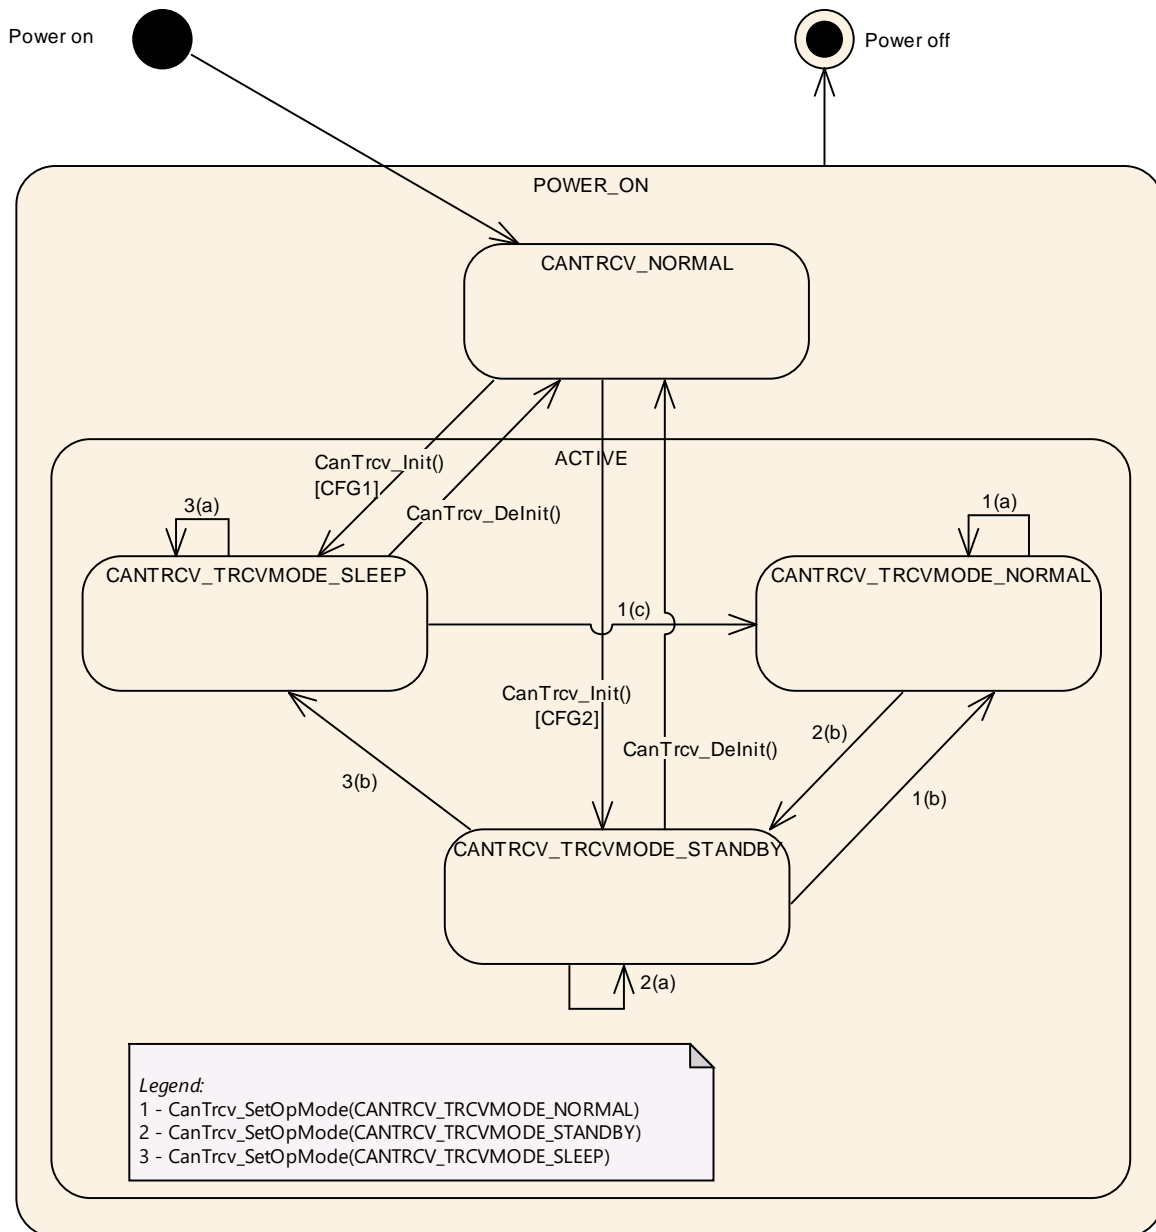 Power on
Power off
POWER_ON
CANTRCV_NORMAL
CanTrcv_Init()
[CFG1]
ACTIVE
CanTrcv_DeInit()
3(a)
1(a)
CANTRCV_TRCVMODE_SLEEP
CANTRCV_TRCVMODE_NORMAL
1(c)
CanTrcv_Init()
[CFG2]
CanTrcv_DeInit()
2(b)
3(b)
1(b)
CANTRCV_TRCVMODE_STANDBY
2(a)
Legend:
1 - CanTrcv_SetOpMode(CANTRCV_TRCVMODE_NORMAL)
2 - CanTrcv_SetOpMode(CANTRCV_TRCVMODE_STANDBY)
3 - CanTrcv_SetOpMode(CANTRCV_TRCVMODE_SLEEP)